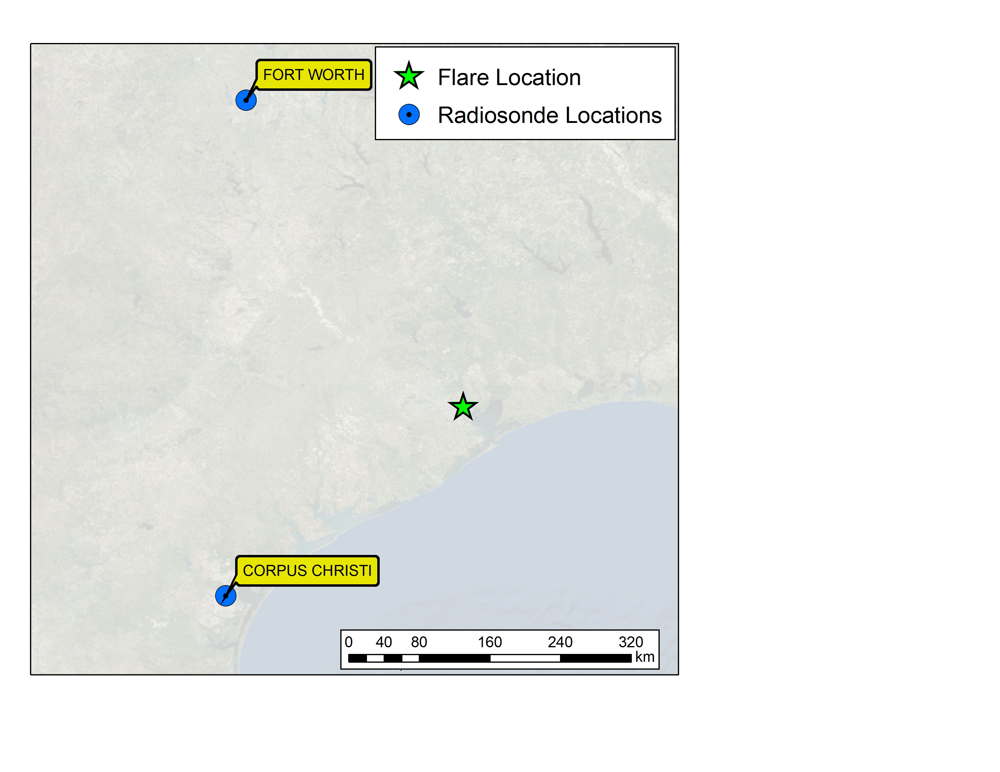 FORT WORTH
Flare Location
Radiosonde Locations
CORPUS CHRISTI
0 40 80 160 240 320
km